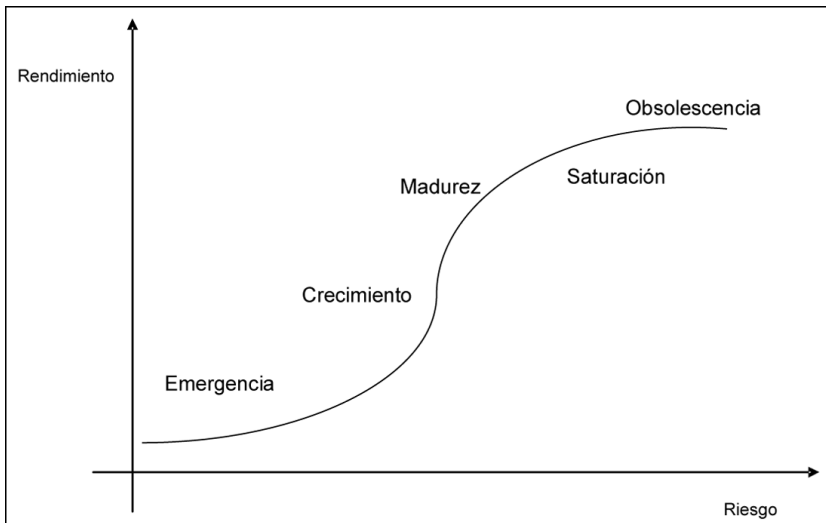 Rendimiento
Obsolescencia
Madurez
Saturación
Crecimiento
Emergencia
Riesgo